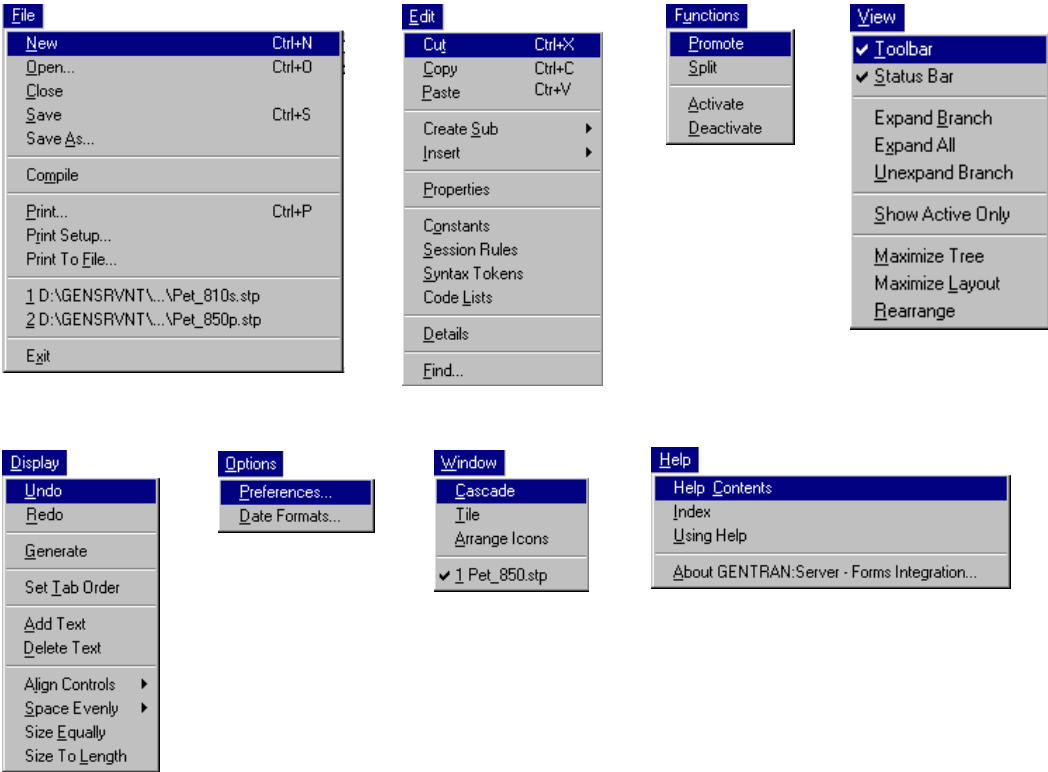 File
New Ctrl+N
Open... Ctrl+O
Close
Save Ctrl+S
Save As...
Compile
Print... Ctrl+P
Print Setup...
Print To File...
1 D:\GENSRVNT\...\Pet_810s.stp
2 D:\GENSRVNT\...\Pet_850p.stp
Exit
Edit
Cut Ctrl+X
Copy Ctrl+C
Paste Ctr+V
Create Sub
Insert
Properties
Constants
Session Rules
Syntax Tokens
Code Lists
Details
Find...
Functions
Promote
Split
Activate
Deactivate
View
Toolbar
Status Bar
Expand Branch
Expand All
Unexpand Branch
Show Active Only
Maximize Tree
Maximize Layout
Rearrange
Display
Undo
Redo
Generate
Set Tab Order
Add Text
Delete Text
Align Controls
Space Evenly
Size Equally
Size To Length
Options
Preferences...
Date Formats...
Window
Cascade
Tile
Arrange Icons
1 Pet_850.stp
Help
Help Contents
Index
Using Help
About GENTRAN:Server - Forms Integration...